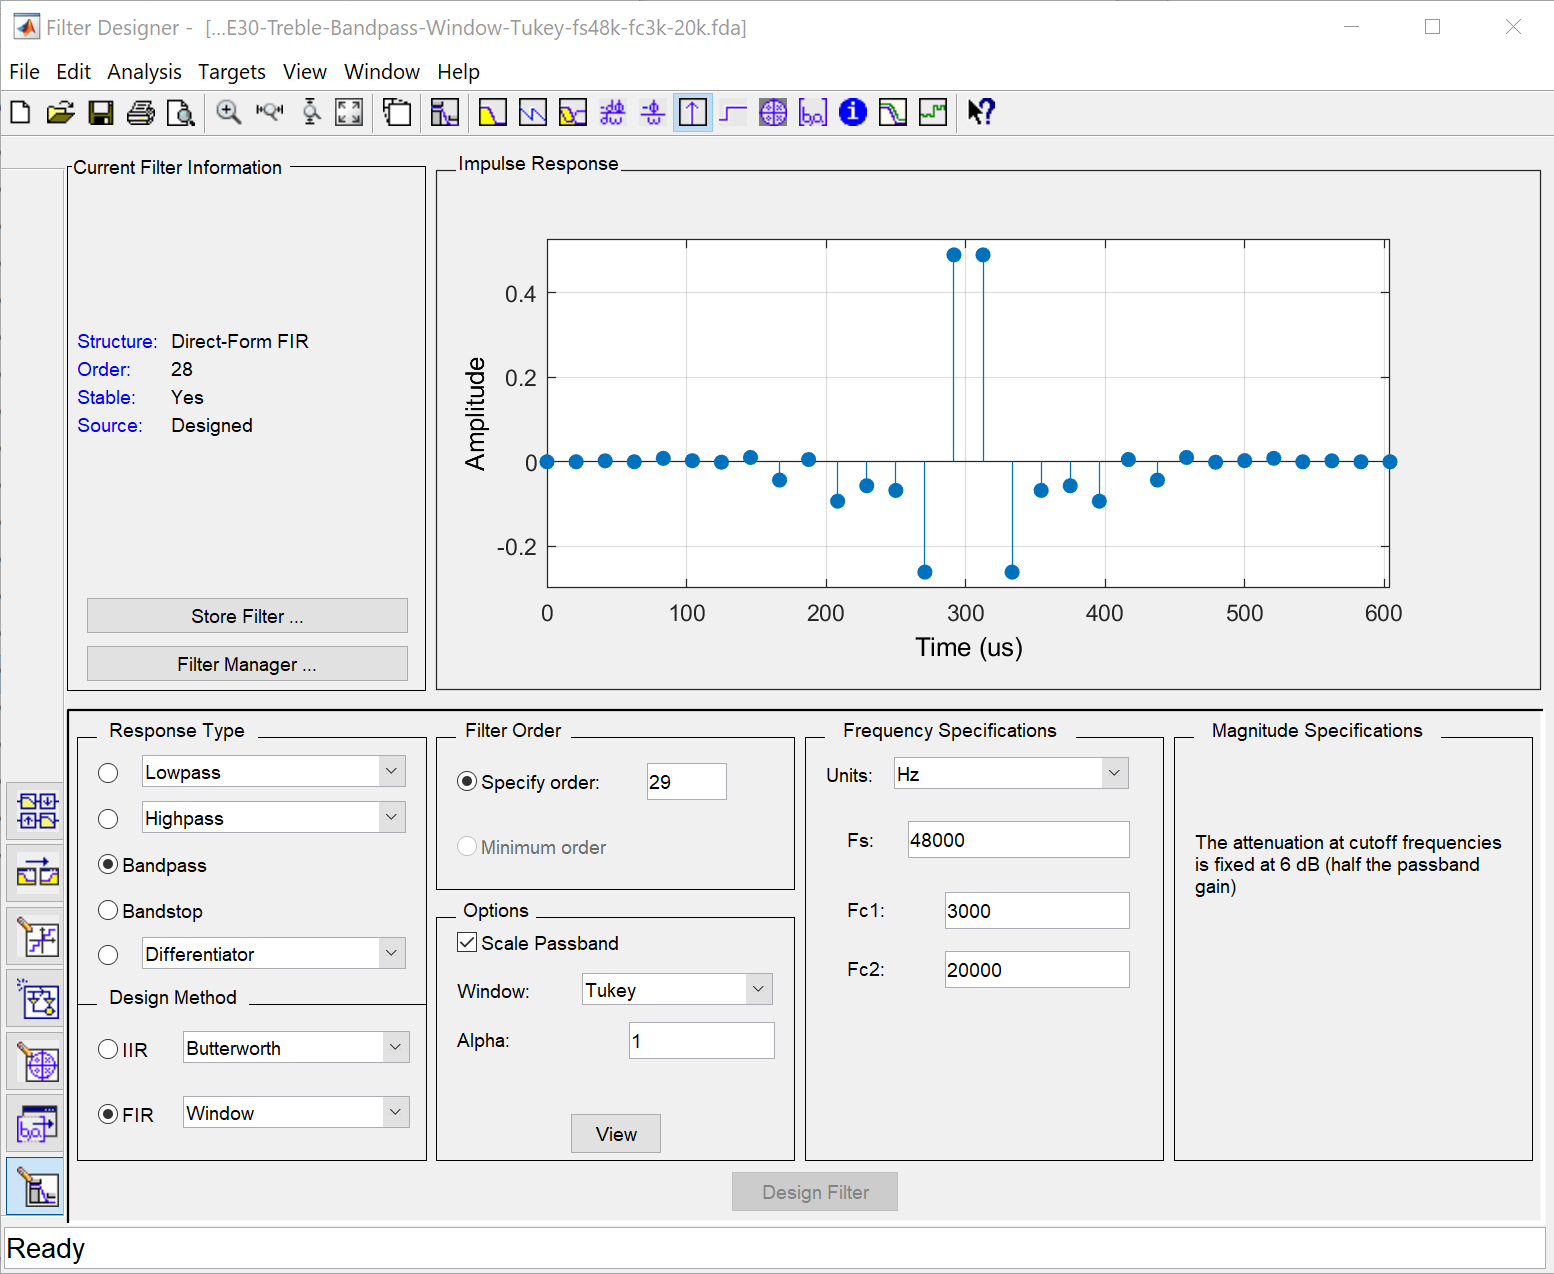 Filter Designer - [...E30-Treble-Bandpass-Window-Tukey-fs48k-fc3k-20k.fda]
File Edit Analysis Targets View Window Help
Current Filter Information
Structure: Direct-Form FIR
Order: 28
Stable: Yes
Source: Designed
Store Filter ...
Filter Manager ...
Impulse Response
Amplitude
0.4
0.2
0
-0.2
0 100 200 300 400 500 600
Time (us)
Response Type
Lowpass
Highpass
Bandpass
Bandstop
Differentiator
Design Method
IIR Butterworth
FIR Window
Filter Order
Specify order: 29
Minimum order
Options
Scale Passband
Window: Tukey
Alpha: 1
View
Frequency Specifications
Units: Hz
Fs: 48000
Fc1: 3000
Fc2: 20000
Magnitude Specifications
The attenuation at cutoff frequencies
is fixed at 6 dB (half the passband
gain)
Design Filter
Ready